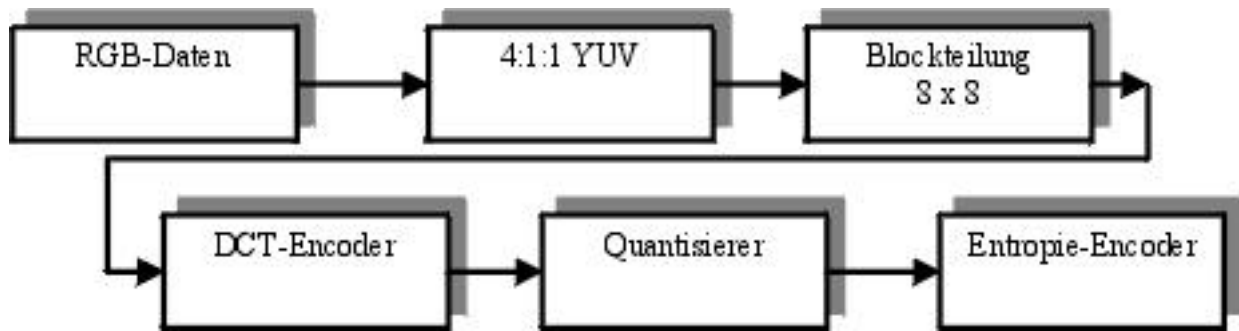 RGB-Daten
4:1:1 YUV
Blockteilung
8 x 8
DCT-Encoder
Quantisierer
Entropie-Encoder